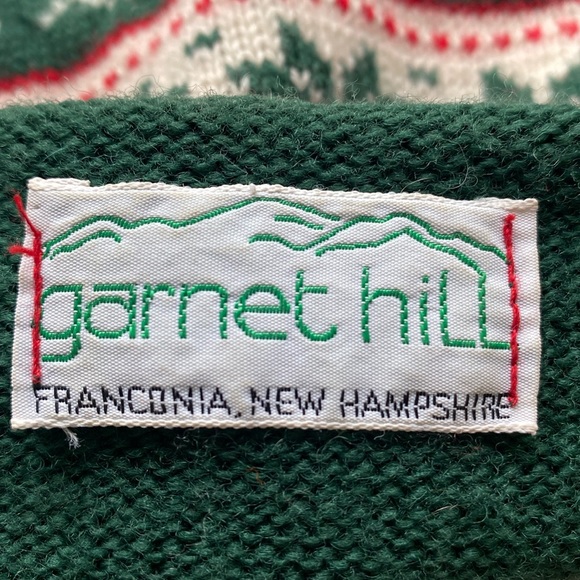 garnet hill
FRANCONIA, NEW HAMPSHIRE